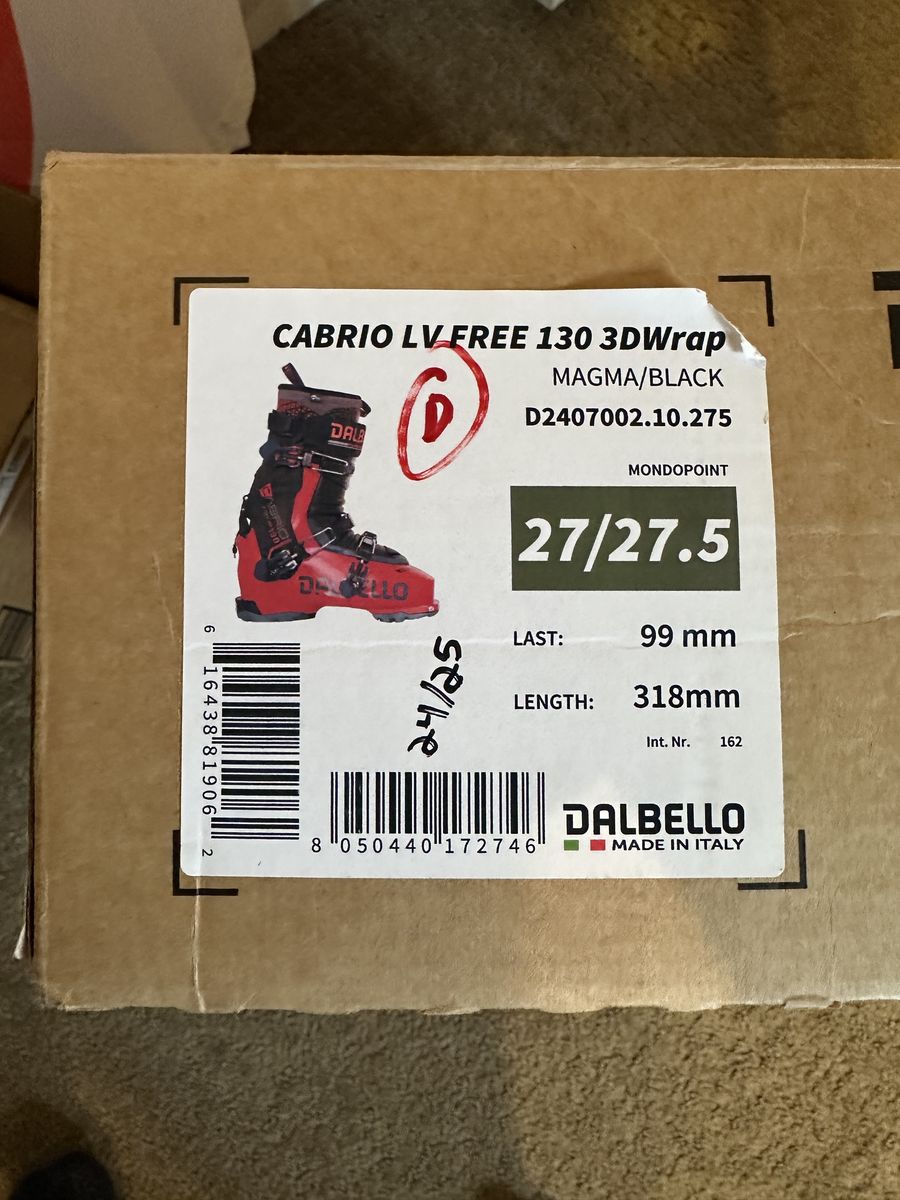 CABRIO LV FREE 130 3DWrap
MAGMA/BLACK
D
D2407002.10.275
MONDOPOINT
27/27.5
DALBELLO
LAST: 99 mm
LENGTH: 318mm
24/25
Int. Nr. 162
6 16438 81906 2
8 050440 172746
DALBELLO
MADE IN ITALY